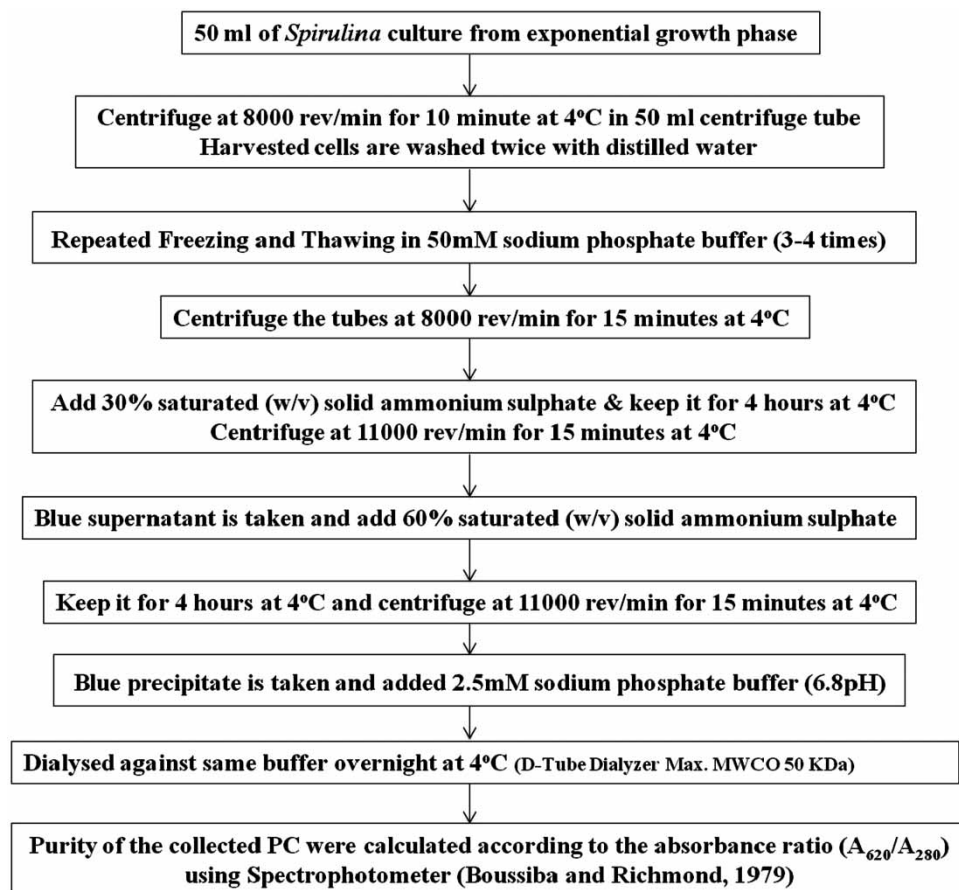 50 ml of Spirulina culture from exponential growth phase
Centrifuge at 8000 rev/min for 10 minute at 4ºC in 50 ml centrifuge tube
Harvested cells are washed twice with distilled water
Repeated Freezing and Thawing in 50mM sodium phosphate buffer (3-4 times)
Centrifuge the tubes at 8000 rev/min for 15 minutes at 4ºC
Add 30% saturated (w/v) solid ammonium sulphate & keep it for 4 hours at 4ºC
Centrifuge at 11000 rev/min for 15 minutes at 4ºC
Blue supernatant is taken and add 60% saturated (w/v) solid ammonium sulphate
Keep it for 4 hours at 4ºC and centrifuge at 11000 rev/min for 15 minutes at 4ºC
Blue precipitate is taken and added 2.5mM sodium phosphate buffer (6.8pH)
Dialysed against same buffer overnight at 4ºC (D-Tube Dialyzer Max. MWCO 50 KDa)
Purity of the collected PC were calculated according to the absorbance ratio (A₆₂₀/A₂₈₀)
using Spectrophotometer (Boussiba and Richmond, 1979)